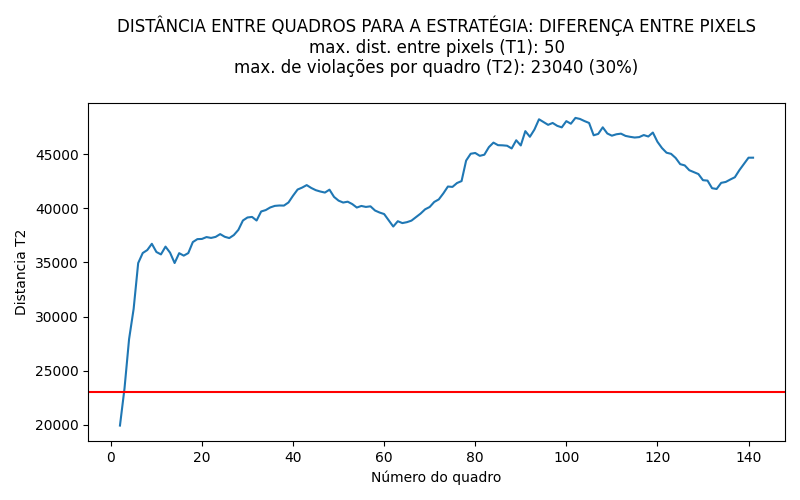 DISTÂNCIA ENTRE QUADROS PARA A ESTRATÉGIA: DIFERENÇA ENTRE PIXELS
max. dist. entre pixels (T1): 50
max. de violações por quadro (T2): 23040 (30%)
45000
40000
35000
30000
25000
20000
Distancia T2
0 20 40 60 80 100 120 140
Número do quadro